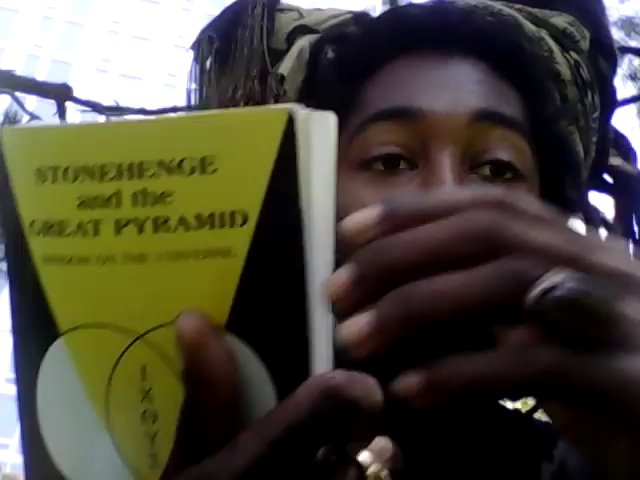 STONEHENGE
and the
GREAT PYRAMID
WINDOW ON THE UNIVERSE